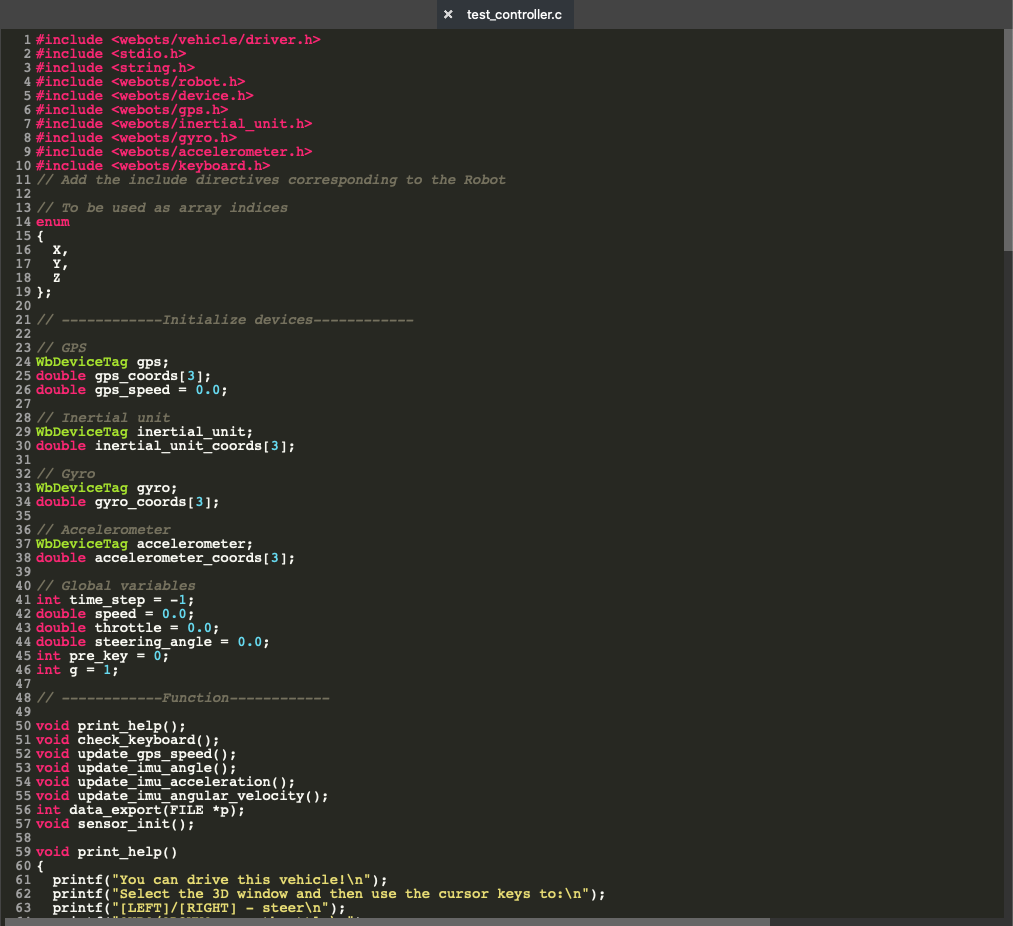 test_controller.c
1 #include <webots/vehicle/driver.h>
2 #include <stdio.h>
3 #include <string.h>
4 #include <webots/robot.h>
5 #include <webots/device.h>
6 #include <webots/gps.h>
7 #include <webots/inertial_unit.h>
8 #include <webots/gyro.h>
9 #include <webots/accelerometer.h>
10 #include <webots/keyboard.h>
11 // Add the include directives corresponding to the Robot
12
13 // To be used as array indices
14 enum
15 {
16   X,
17   Y,
18   Z
19 };
20
21 // ------------Initialize devices------------
22
23 // GPS
24 WbDeviceTag gps;
25 double gps_coords[3];
26 double gps_speed = 0.0;
27
28 // Inertial unit
29 WbDeviceTag inertial_unit;
30 double inertial_unit_coords[3];
31
32 // Gyro
33 WbDeviceTag gyro;
34 double gyro_coords[3];
35
36 // Accelerometer
37 WbDeviceTag accelerometer;
38 double accelerometer_coords[3];
39
40 // Global variables
41 int time_step = -1;
42 double speed = 0.0;
43 double throttle = 0.0;
44 double steering_angle = 0.0;
45 int pre_key = 0;
46 int g = 1;
47
48 // ------------Function------------
49
50 void print_help();
51 void check_keyboard();
52 void update_gps_speed();
53 void update_imu_angle();
54 void update_imu_acceleration();
55 void update_imu_angular_velocity();
56 int data_export(FILE *p);
57 void sensor_init();
58
59 void print_help()
60 {
61   printf("You can drive this vehicle!\n");
62   printf("Select the 3D window and then use the cursor keys to:\n");
63   printf("[LEFT]/[RIGHT] - steer\n");